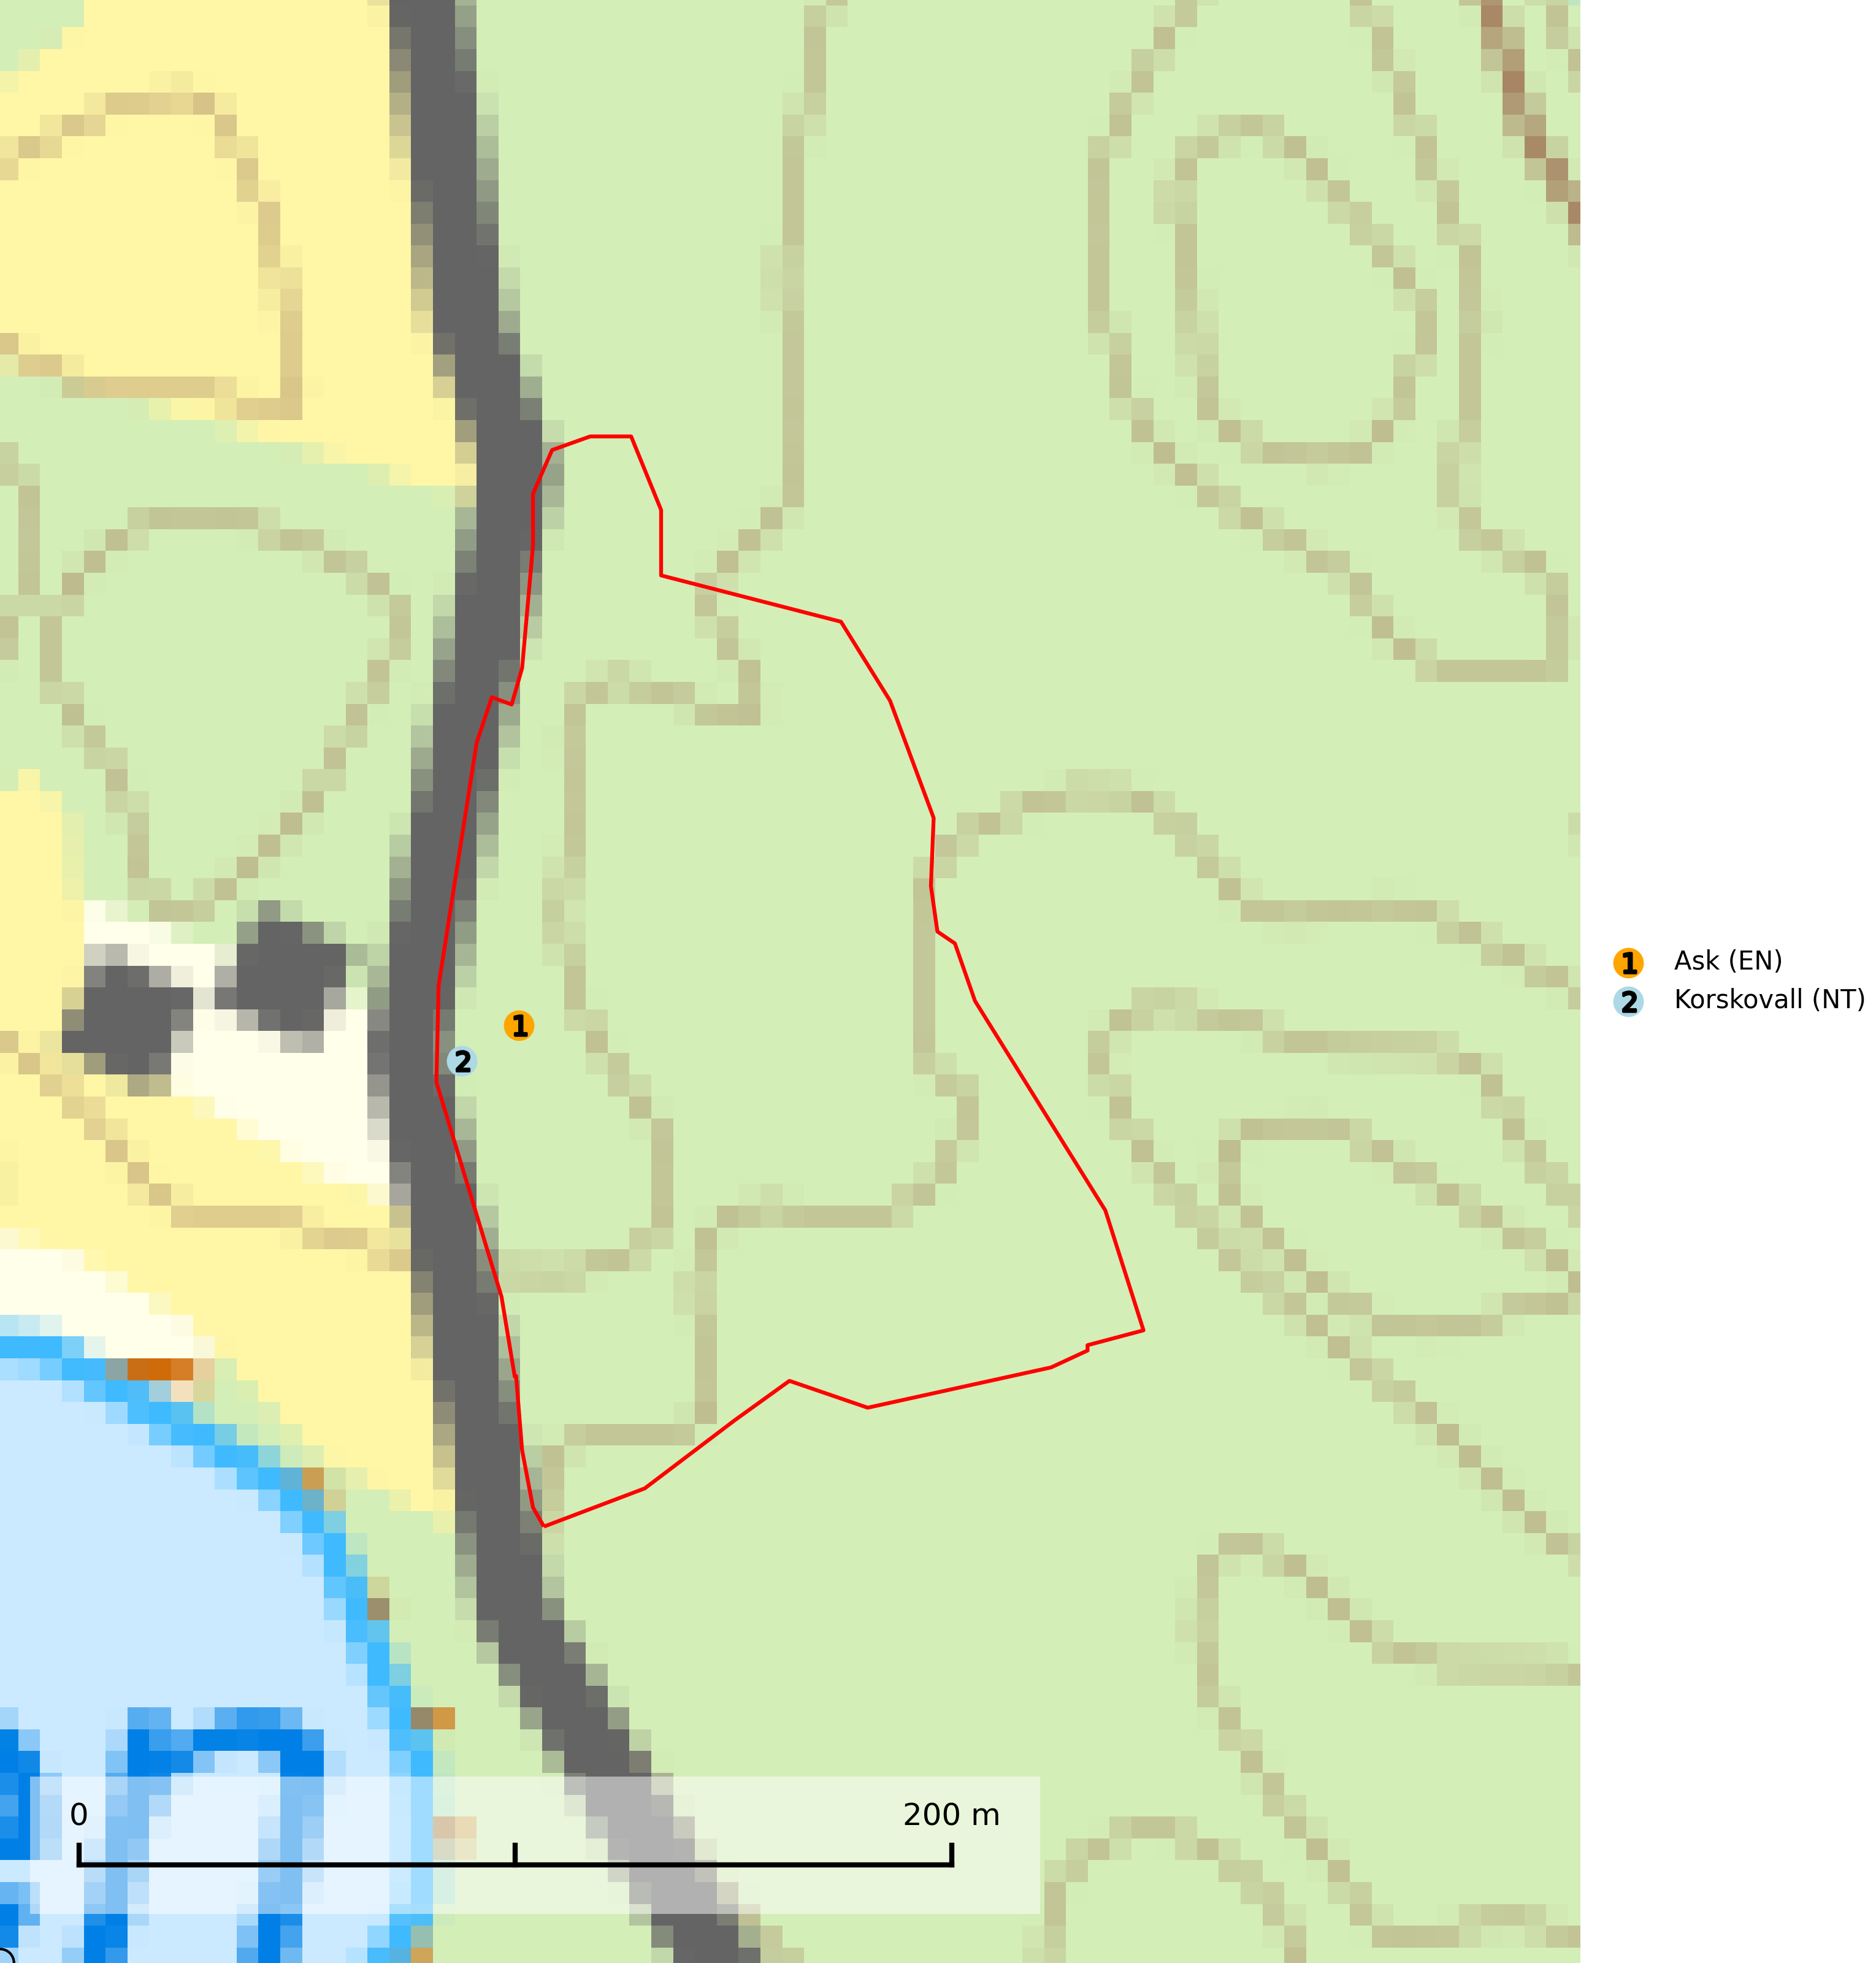 1 Ask (EN)
2 Korskovall (NT)
1
2
0 200 m